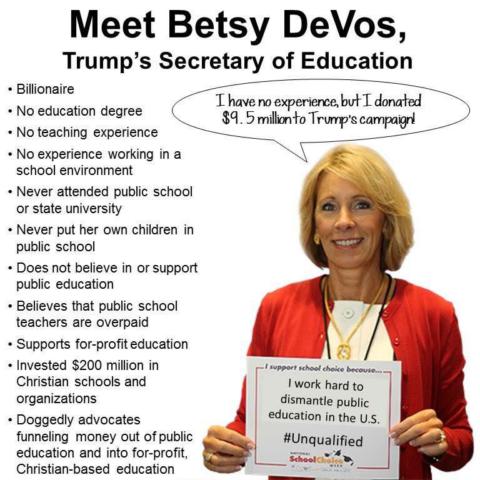 Meet Betsy DeVos,
Trump's Secretary of Education
• Billionaire
• No education degree
• No teaching experience
• No experience working in a
school environment
• Never attended public school
or state university
• Never put her own children in
public school
• Does not believe in or support
public education
• Believes that public school
teachers are overpaid
• Supports for-profit education
• Invested $200 million in
Christian schools and
organizations
• Doggedly advocates
funneling money out of public
education and into for-profit,
Christian-based education
I have no experience, but I donated
$9.5 million to Trump's campaign!
I support school choice because...
I work hard to
dismantle public
education in the U.S.
#Unqualified
NATIONAL
SchoolChoice
WEEK